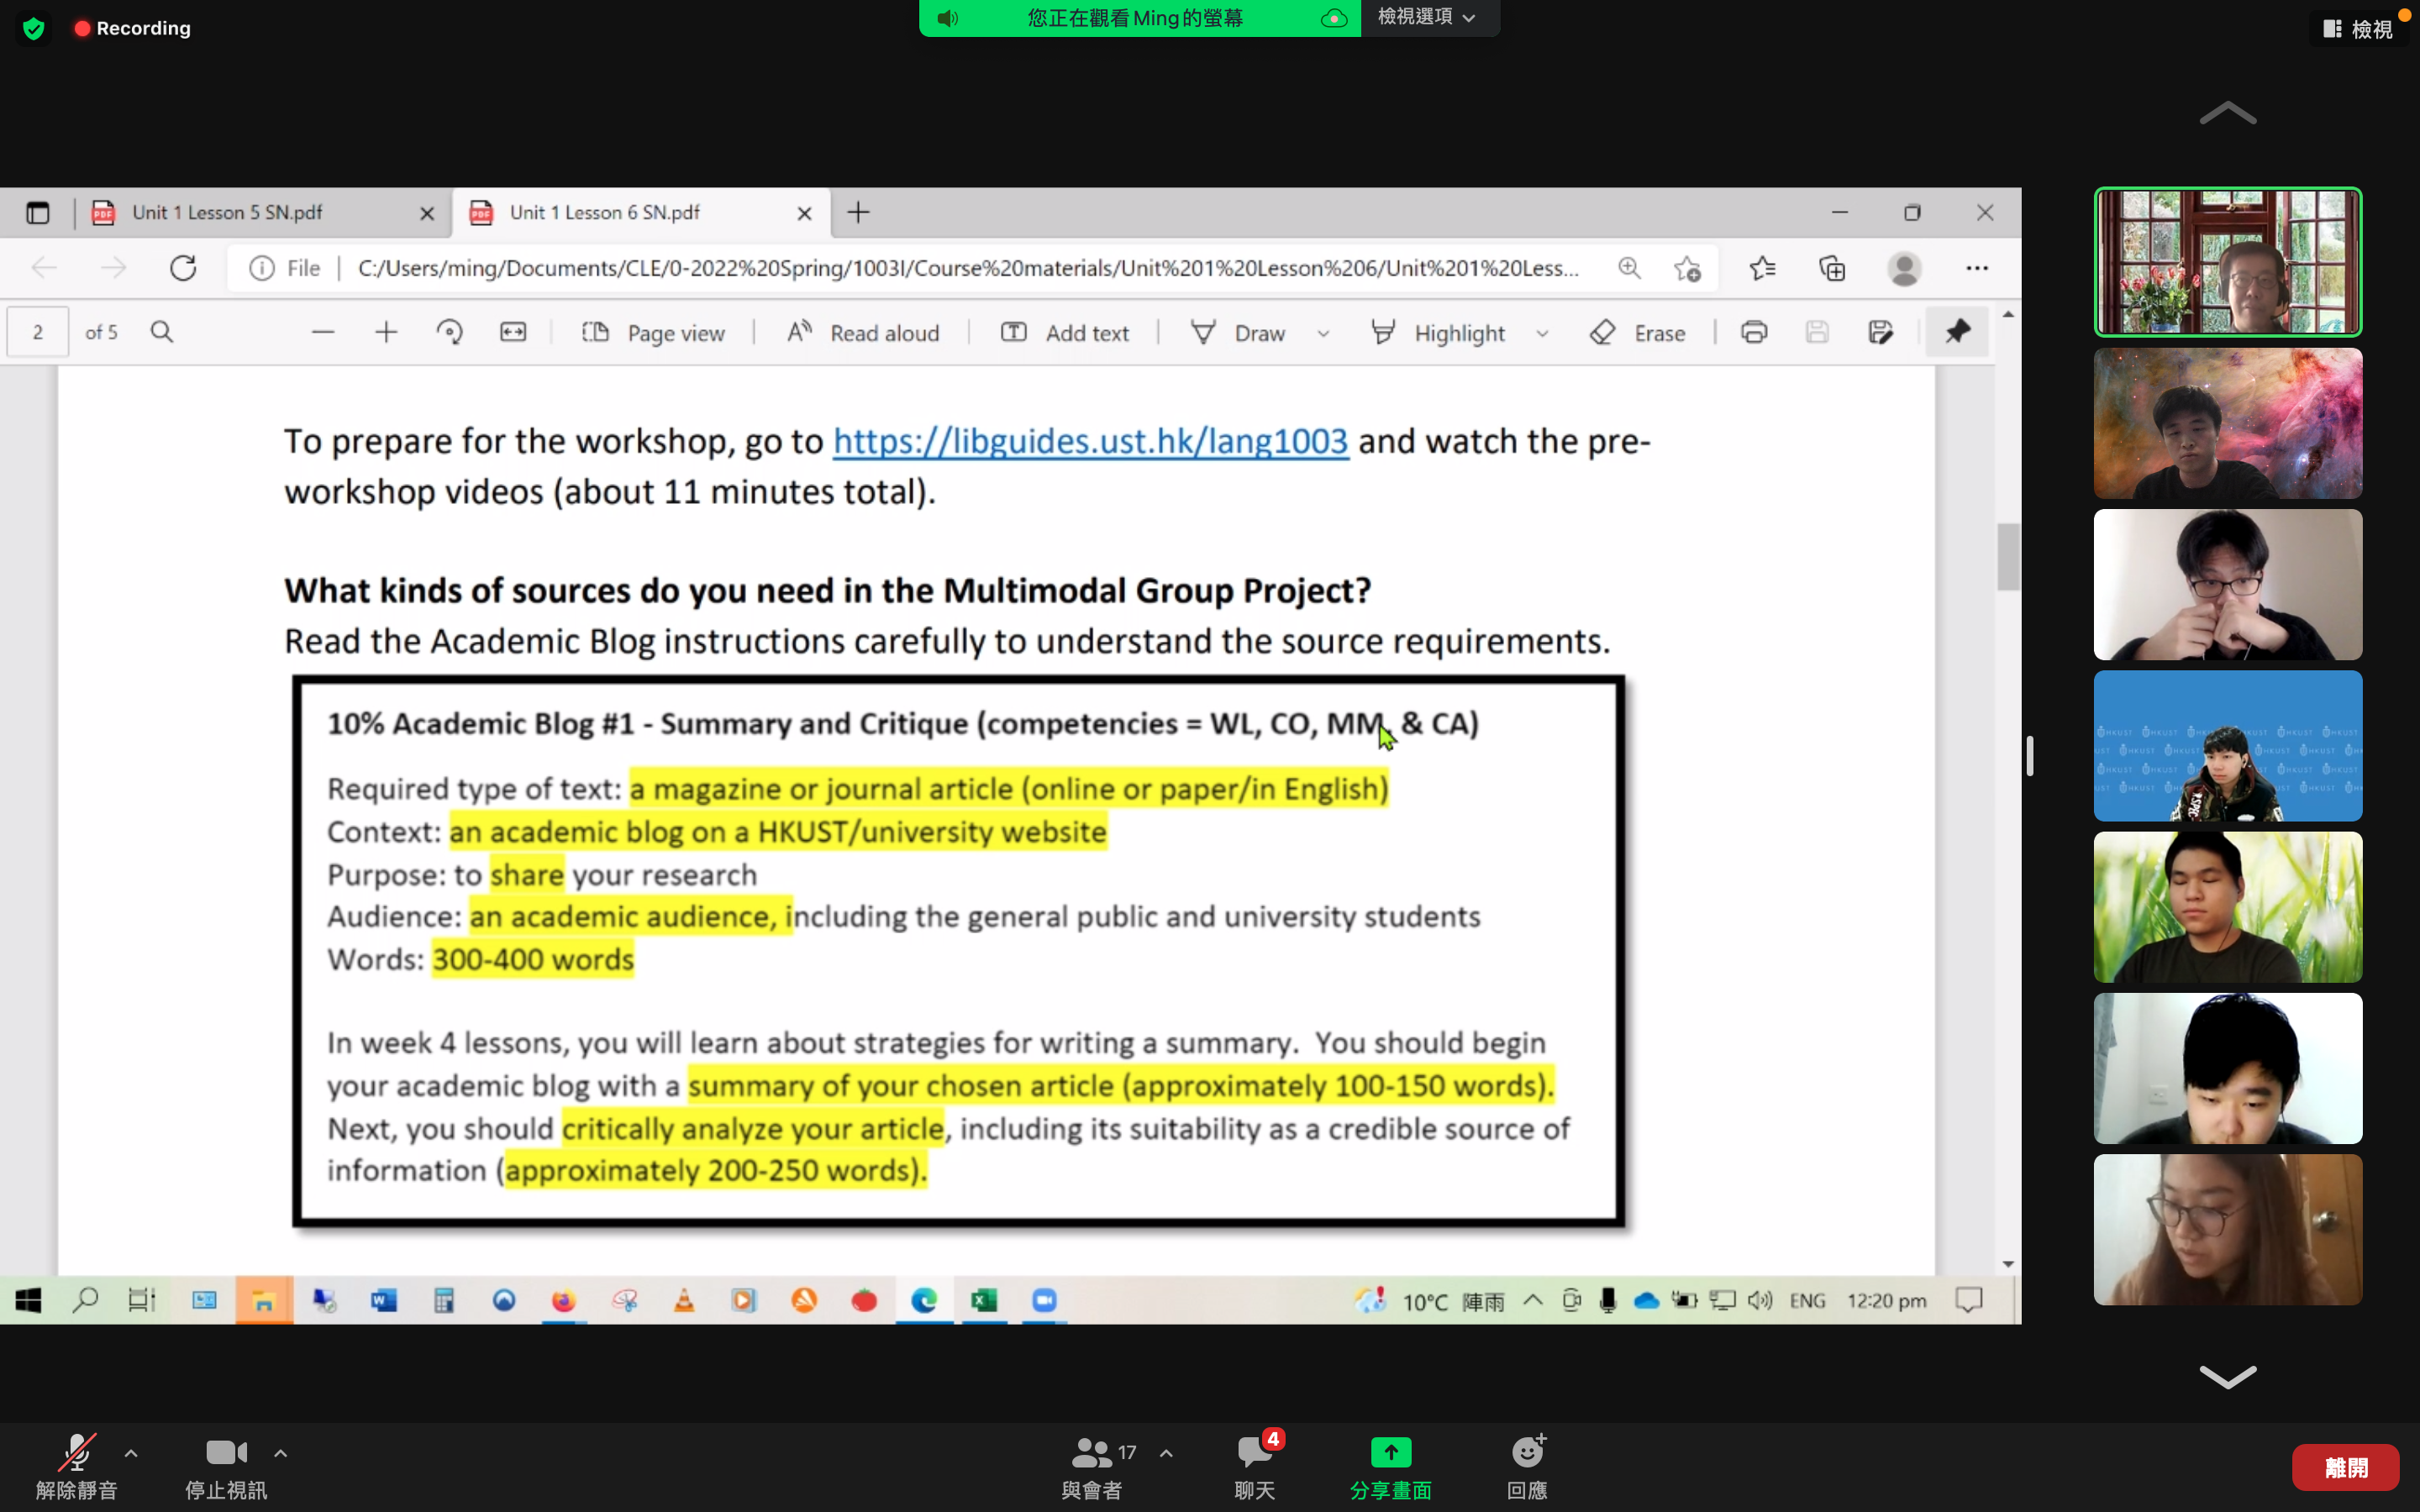 Recording
您正在觀看Ming的螢幕
檢視選項
檢視
Unit 1 Lesson 5 SN.pdf
Unit 1 Lesson 6 SN.pdf
File
C:/Users/ming/Documents/CLE/0-2022%20Spring/1003I/Course%20materials/Unit%201%20Lesson%206/Unit%201%20Less...
2 of 5
Page view
Read aloud
Add text
Draw
Highlight
Erase
To prepare for the workshop, go to https://libguides.ust.hk/lang1003 and watch the pre-
workshop videos (about 11 minutes total).
What kinds of sources do you need in the Multimodal Group Project?
Read the Academic Blog instructions carefully to understand the source requirements.
10% Academic Blog #1 - Summary and Critique (competencies = WL, CO, MM, & CA)
Required type of text: a magazine or journal article (online or paper/in English)
Context: an academic blog on a HKUST/university website
Purpose: to share your research
Audience: an academic audience, including the general public and university students
Words: 300-400 words
In week 4 lessons, you will learn about strategies for writing a summary. You should begin
your academic blog with a summary of your chosen article (approximately 100-150 words).
Next, you should critically analyze your article, including its suitability as a credible source of
information (approximately 200-250 words).
10°C 陣雨
ENG
12:20 pm
解除靜音
停止視訊
17
與會者
4
聊天
分享畫面
回應
離開